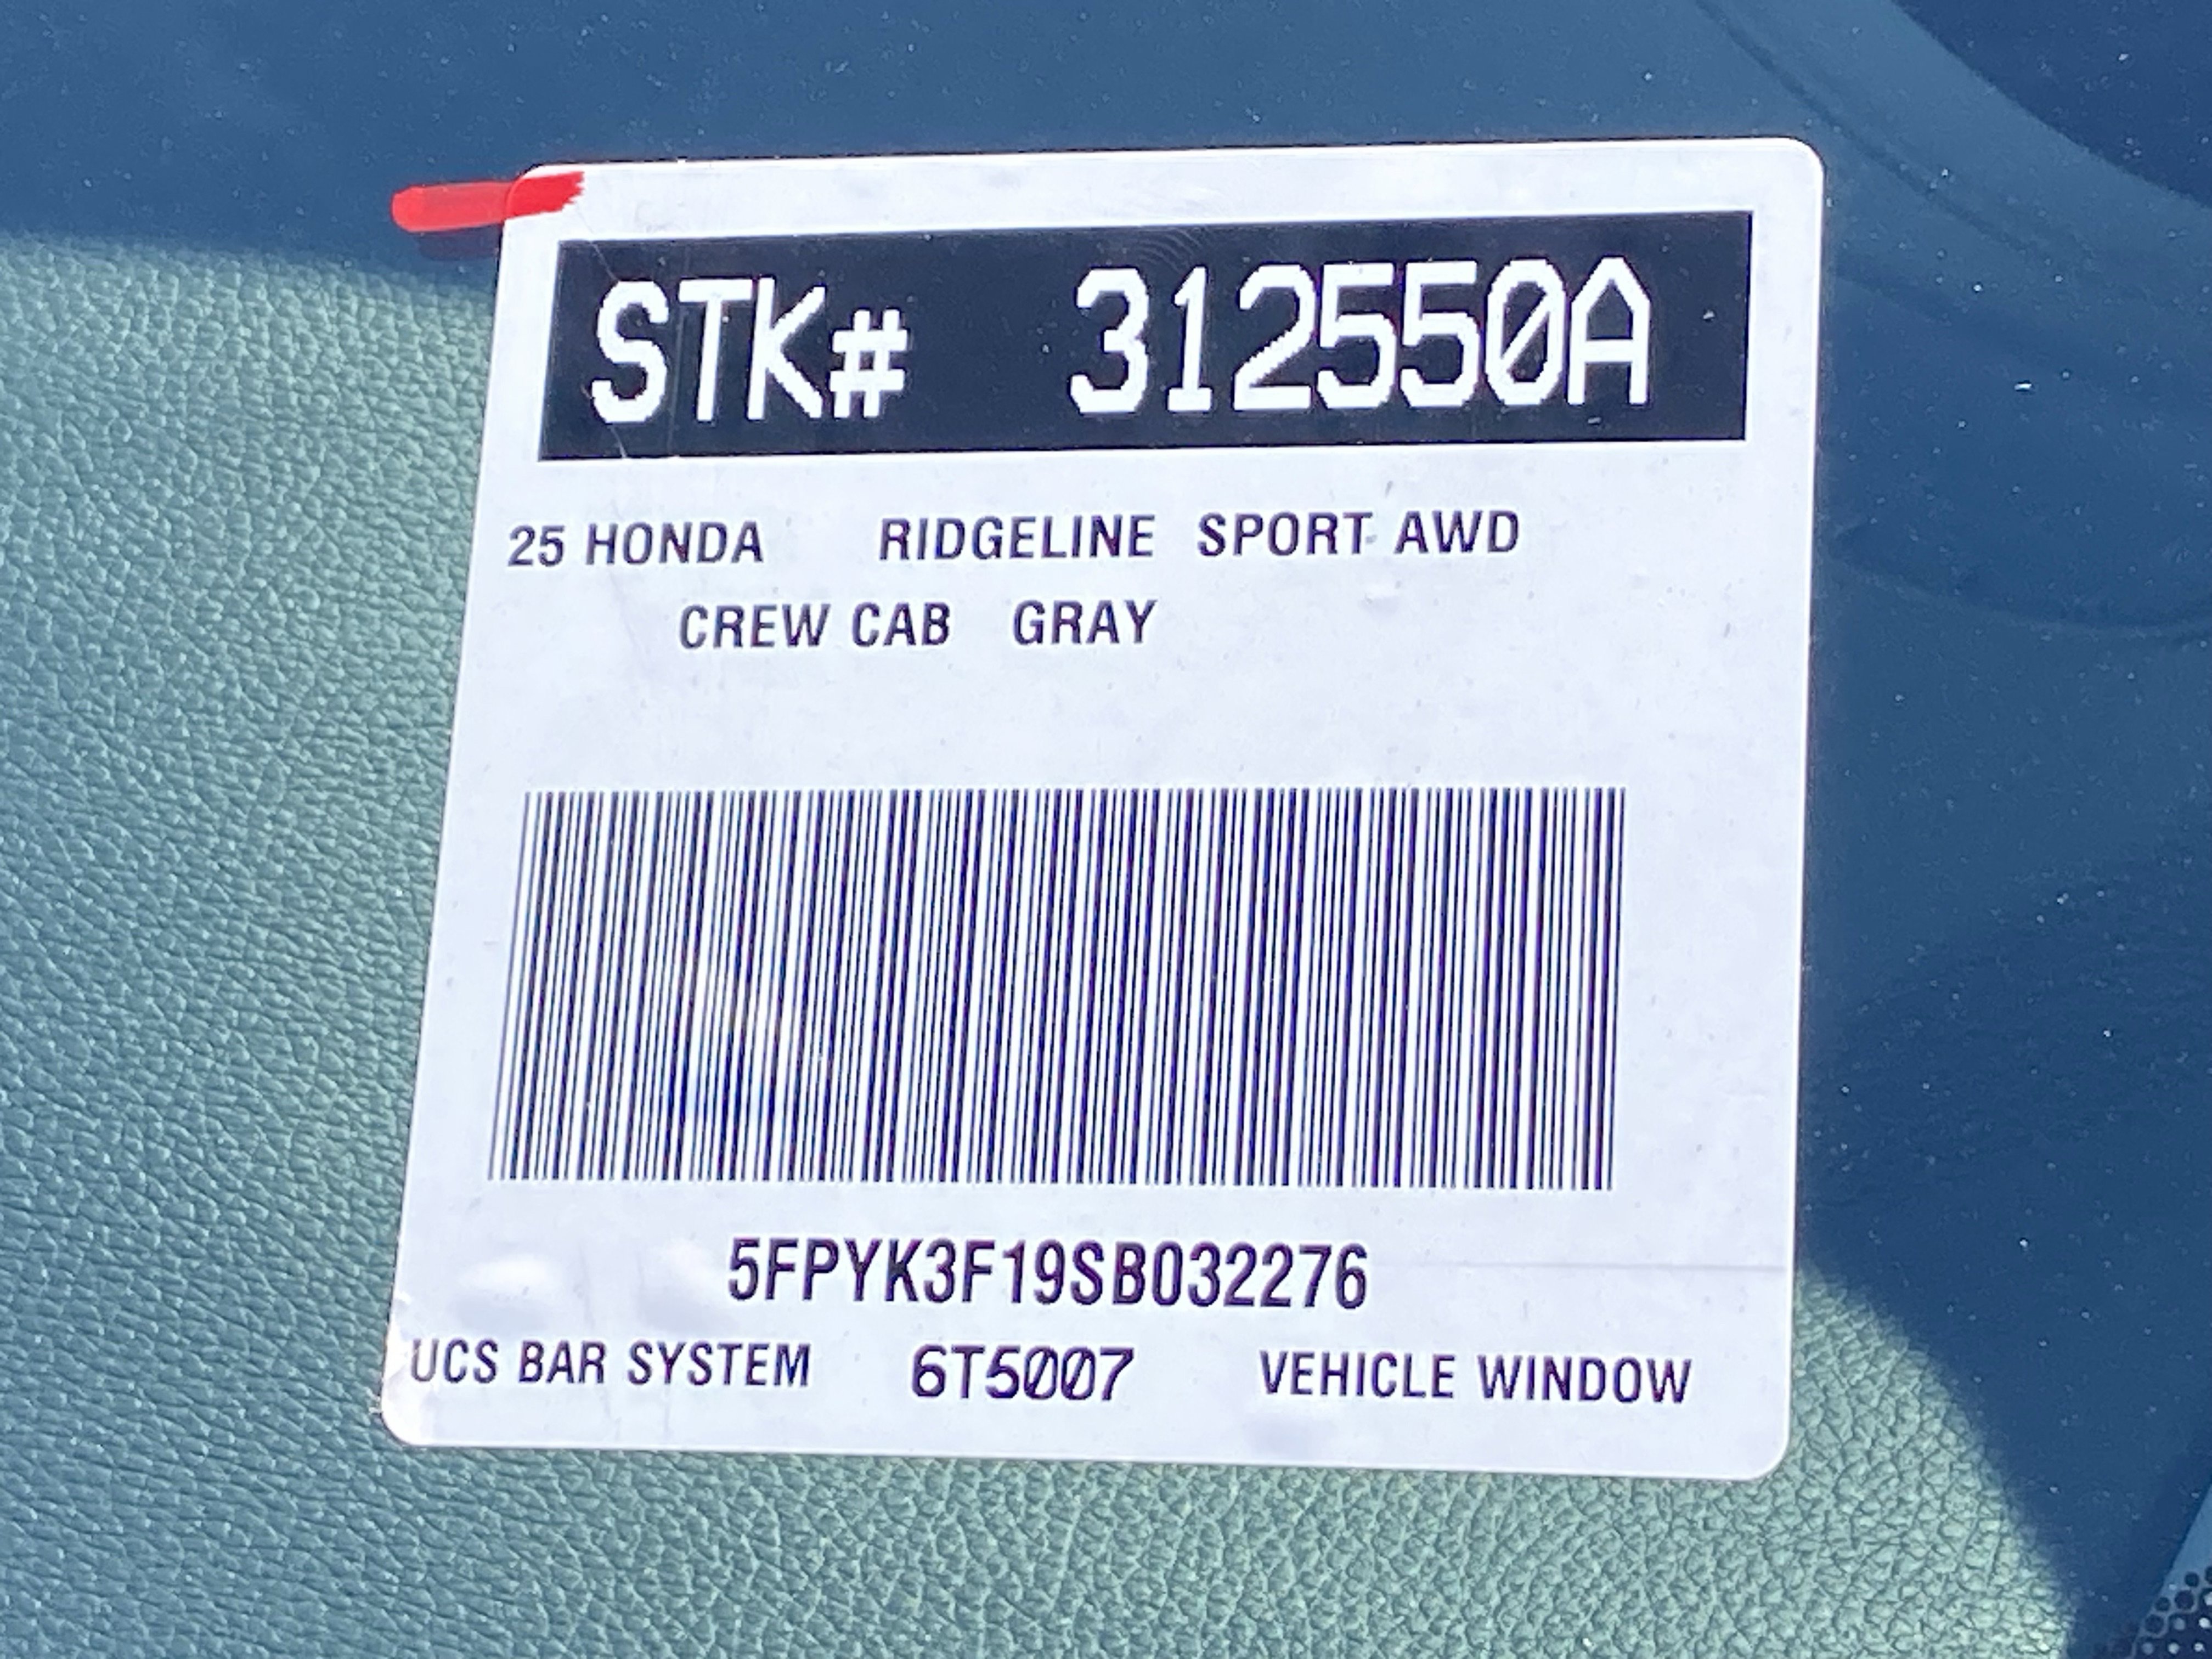 STK# 312550A
25 HONDA RIDGELINE SPORT AWD
CREW CAB GRAY
5FPYK3F19SB032276
UCS BAR SYSTEM 6T5007 VEHICLE WINDOW